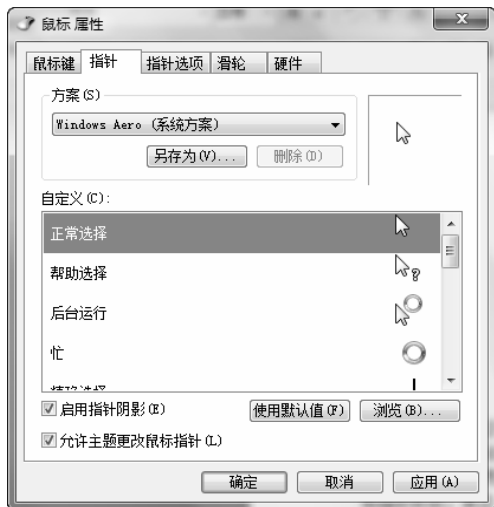 鼠标 属性
鼠标键 指针 指针选项 滑轮 硬件
方案(S)
Windows Aero (系统方案)
另存为(V)... 删除(D)
自定义(C):
正常选择
帮助选择
后台运行
忙
启用指针阴影(E) 使用默认值(F) 浏览(B)...
允许主题更改鼠标指针(L)
确定 取消 应用(A)